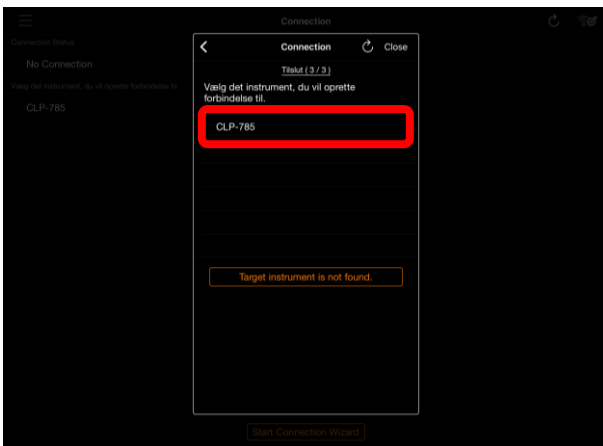 Connection
Connection Status
No Connection
Vælg det instrument, du vil oprette forbindelse til.
CLP-785
Connection
Close
Tilslut ( 3 / 3 )
Vælg det instrument, du vil oprette
forbindelse til.
CLP-785
Target instrument is not found.
Start Connection Wizard